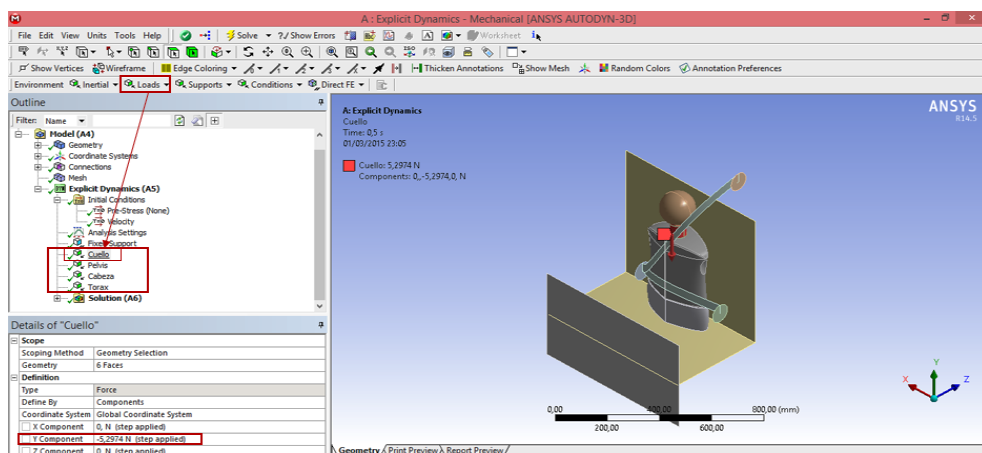 A : Explicit Dynamics - Mechanical [ANSYS AUTODYN-3D]
File Edit View Units Tools Help Solve ?/ Show Errors A Worksheet
Show Vertices Wireframe Edge Coloring Thicken Annotations Show Mesh Random Colors Annotation Preferences
Environment Inertial Loads Supports Conditions Direct FE
Outline
Filter: Name
Model (A4)
Geometry
Coordinate Systems
Connections
Mesh
Explicit Dynamics (A5)
Initial Conditions
Pre-Stress (None)
Velocity
Analysis Settings
Fixed Support
Cuello
Pelvis
Cabeza
Torax
Solution (A6)
Details of "Cuello"
Scope
Scoping Method Geometry Selection
Geometry 6 Faces
Definition
Type Force
Define By Components
Coordinate System Global Coordinate System
X Component 0, N (step applied)
Y Component -5,2974 N (step applied)
Z Component 0, N (step applied)
A: Explicit Dynamics
Cuello
Time: 0,5 s
01/03/2015 23:05
Cuello: 5,2974 N
Components: 0,,-5,2974,0, N
ANSYS
R14.5
0,00 400,00 800,00 (mm)
200,00 600,00
Y
X Z
Geometry Print Preview Report Preview